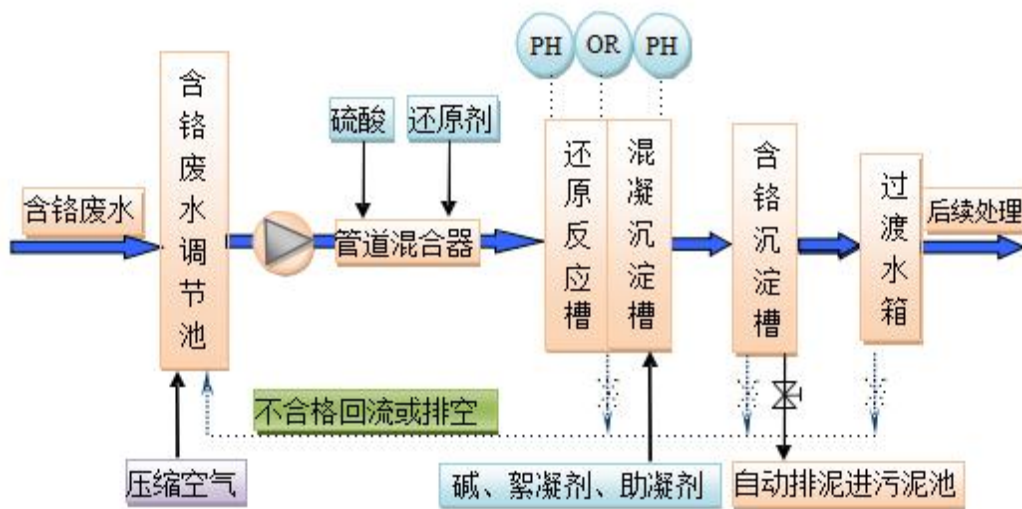 PH
OR
PH
含铬废水
含铬废水调节池
硫酸
还原剂
管道混合器
还原反应槽
混凝沉淀槽
含铬沉淀槽
过渡水箱
后续处理
不合格回流或排空
压缩空气
碱、絮凝剂、助凝剂
自动排泥进污泥池